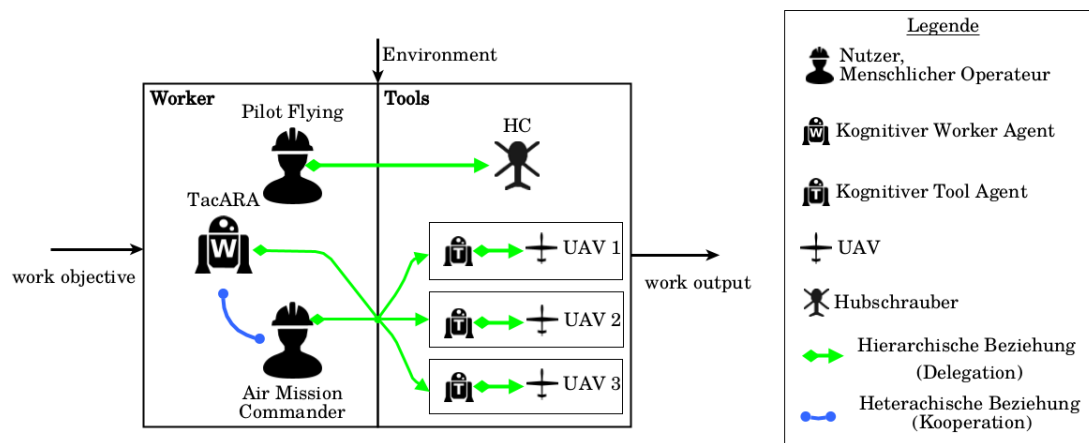 Environment
Worker
Tools
Pilot Flying
HC
TacARA
W
T
UAV 1
work objective
work output
T
UAV 2
T
UAV 3
Air Mission
Commander
Legende
Nutzer,
Menschlicher Operateur
W
Kognitiver Worker Agent
T
Kognitiver Tool Agent
UAV
Hubschrauber
Hierarchische Beziehung
(Delegation)
Heterachische Beziehung
(Kooperation)